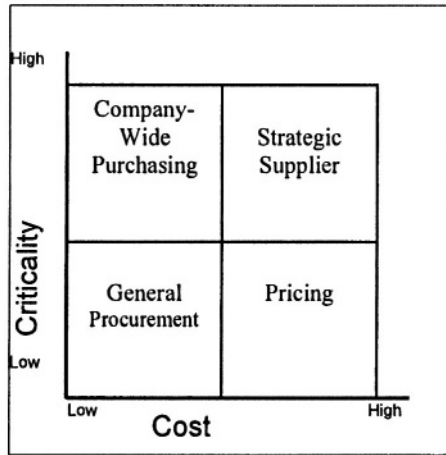 High
Company-
Wide
Purchasing
Strategic
Supplier
Criticality
General
Procurement
Pricing
Low
Low
High
Cost